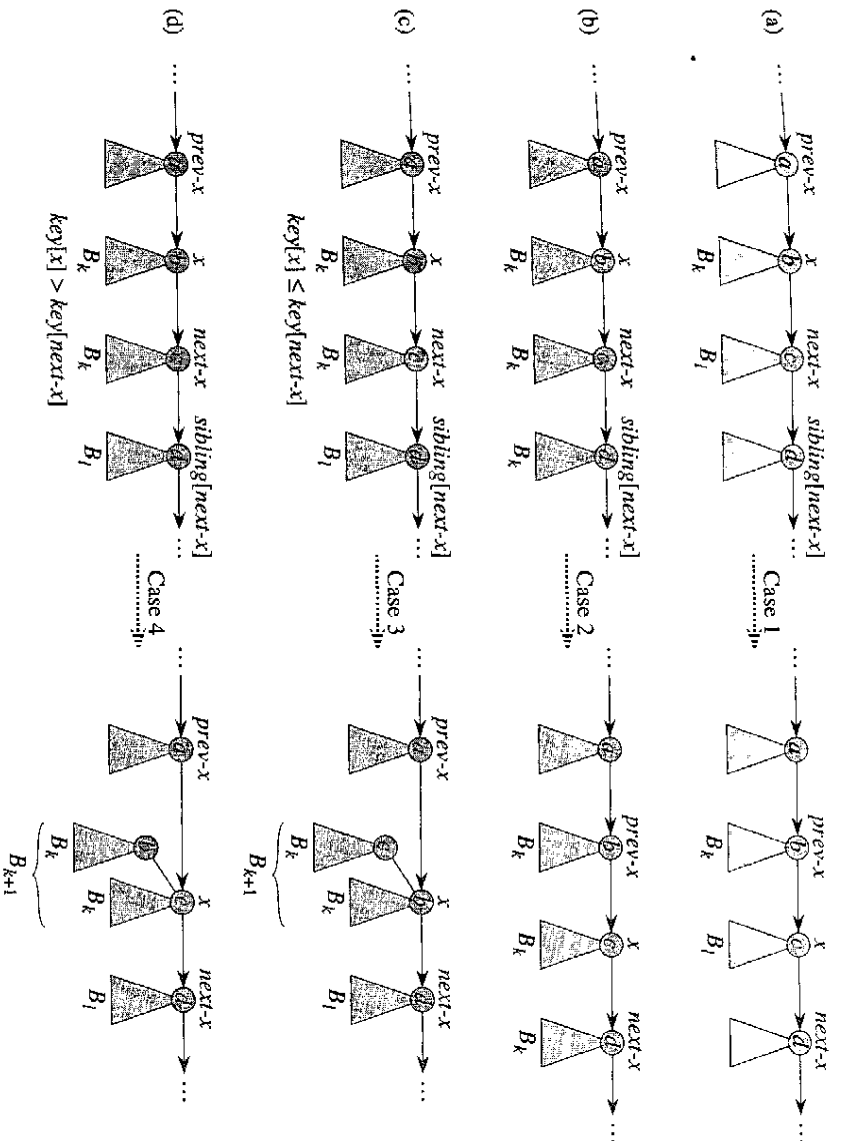 (a) ... prev-x x next-x sibling[next-x] ... Case 1 ... prev-x x next-x ...
a b c d a b c d
B_k B_l B_k B_l
(b) ... prev-x x next-x sibling[next-x] ... Case 2 ... prev-x x next-x ...
a b c d a b c d
B_k B_k B_k B_k B_k B_k
(c) ... prev-x x next-x sibling[next-x] ... Case 3 ... prev-x x next-x ...
a b c d a c b d
B_k B_k B_l B_k B_k B_l
key[x] ≤ key[next-x] B_{k+1}
(d) ... prev-x x next-x sibling[next-x] ... Case 4 ... prev-x x next-x ...
a b c d a b c d
B_k B_k B_l B_k B_k B_l
key[x] > key[next-x] B_{k+1}